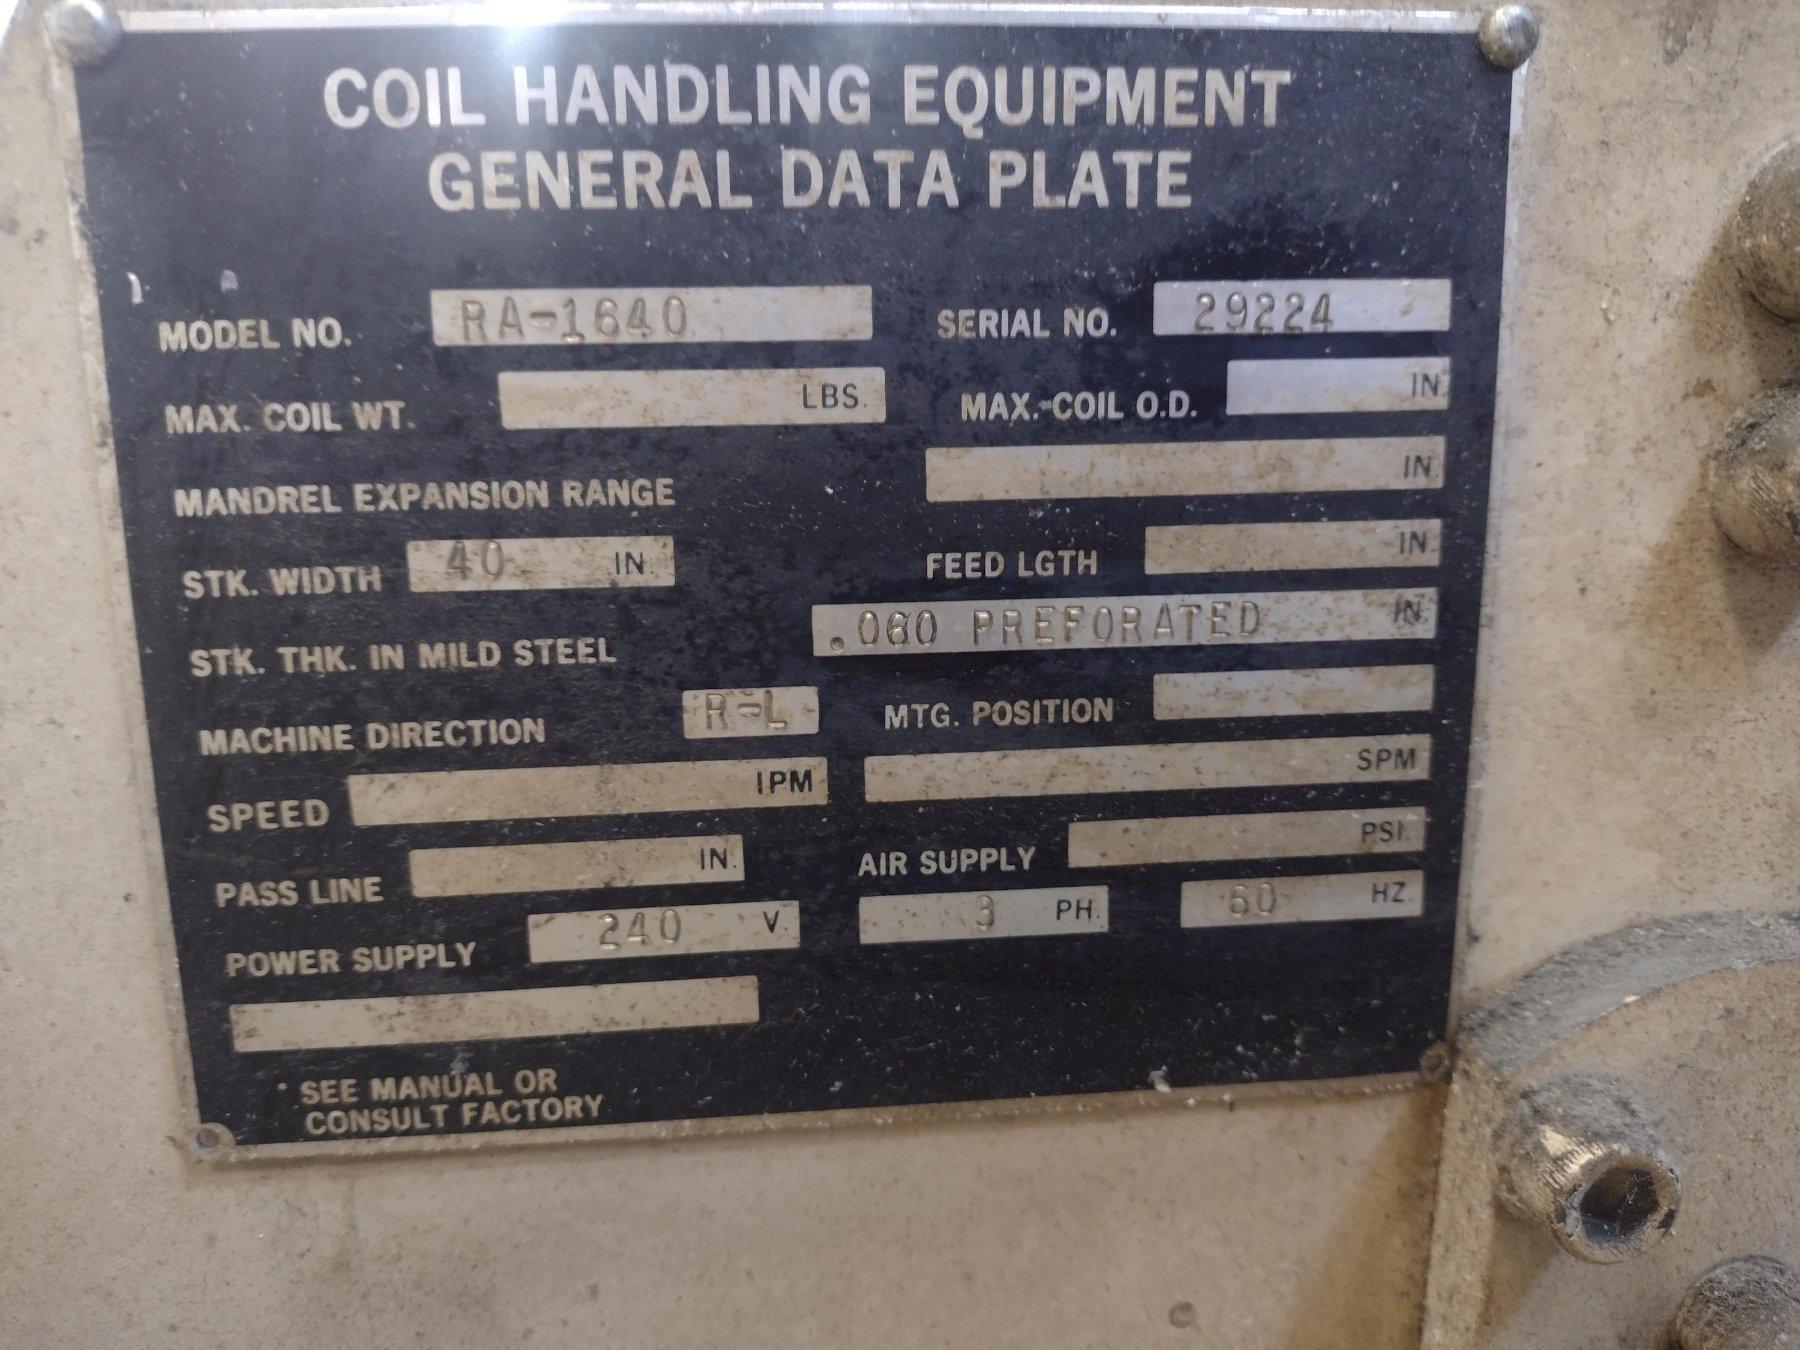 COIL HANDLING EQUIPMENT
GENERAL DATA PLATE
MODEL NO. RA-1640 SERIAL NO. 29224
MAX. COIL WT. LBS. MAX. COIL O.D. IN.
MANDREL EXPANSION RANGE IN.
STK. WIDTH 40 IN. FEED LGTH IN.
STK. THK. IN MILD STEEL .060 PREFORATED IN.
MACHINE DIRECTION R-L MTG. POSITION
SPEED IPM SPM
PASS LINE IN. AIR SUPPLY PSI.
POWER SUPPLY 240 V. 3 PH. 60 HZ.
* SEE MANUAL OR
CONSULT FACTORY